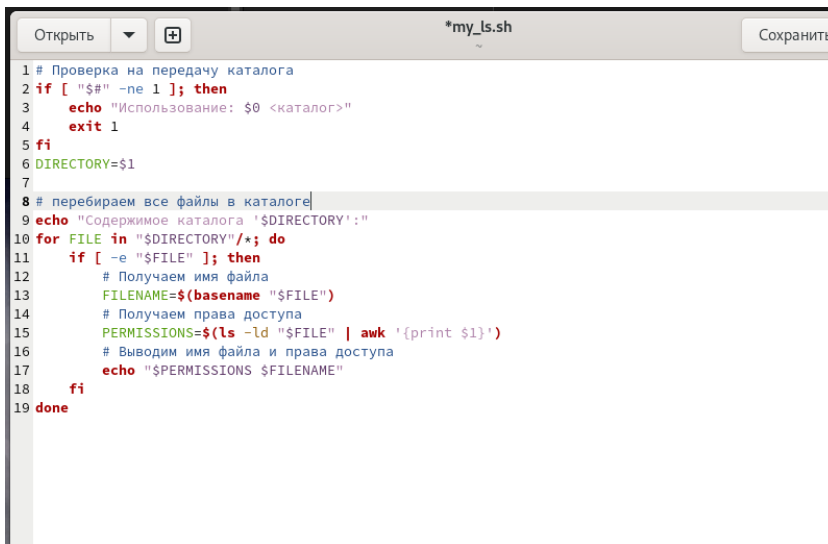 Открыть
*my_ls.sh
~
Сохранить
1 # Проверка на передачу каталога
2 if [ "$#" -ne 1 ]; then
3     echo "Использование: $0 <каталог>"
4     exit 1
5 fi
6 DIRECTORY=$1
7
8 # перебираем все файлы в каталоге
9 echo "Содержимое каталога '$DIRECTORY':"
10 for FILE in "$DIRECTORY"/*; do
11     if [ -e "$FILE" ]; then
12         # Получаем имя файла
13         FILENAME=$(basename "$FILE")
14         # Получаем права доступа
15         PERMISSIONS=$(ls -ld "$FILE" | awk '{print $1}')
16         # Выводим имя файла и права доступа
17         echo "$PERMISSIONS $FILENAME"
18     fi
19 done